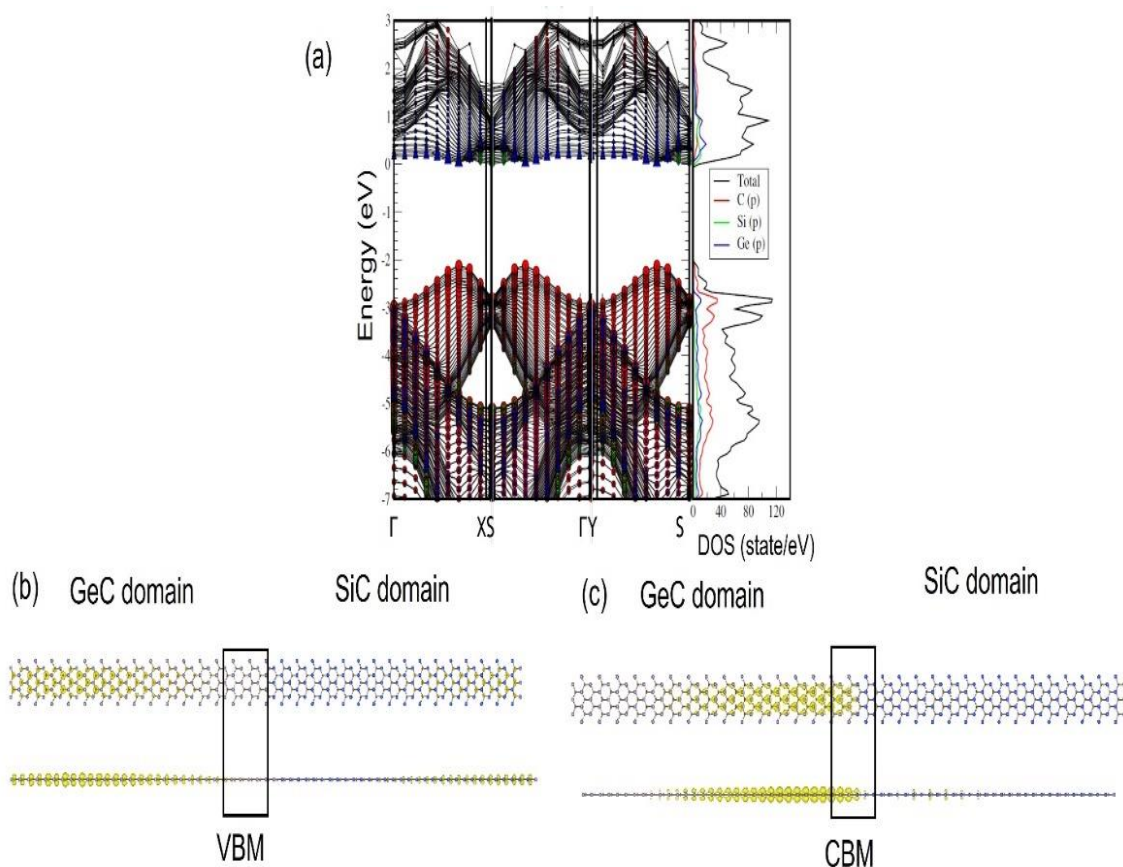 (a)
Energy (eV)
3
2
1
0
-1
-2
-3
-4
-5
-6
-7
Γ XS ΓY S
Total
C (p)
Si (p)
Ge (p)
0 40 80 120
DOS (state/eV)
(b) GeC domain SiC domain
VBM
(c) GeC domain SiC domain
CBM